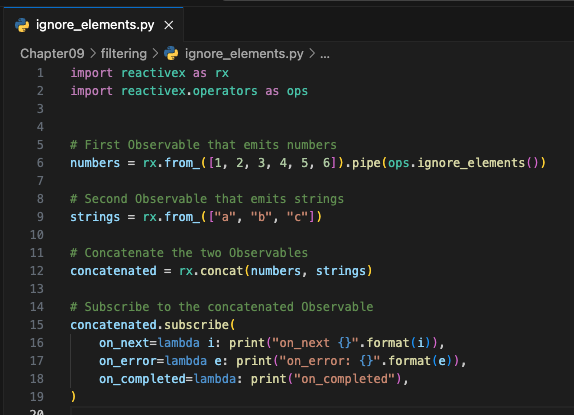 ignore_elements.py ×
Chapter09 > filtering > ignore_elements.py > ...
1 import reactivex as rx
2 import reactivex.operators as ops
3
4
5 # First Observable that emits numbers
6 numbers = rx.from_([1, 2, 3, 4, 5, 6]).pipe(ops.ignore_elements())
7
8 # Second Observable that emits strings
9 strings = rx.from_(["a", "b", "c"])
10
11 # Concatenate the two Observables
12 concatenated = rx.concat(numbers, strings)
13
14 # Subscribe to the concatenated Observable
15 concatenated.subscribe(
16     on_next=lambda i: print("on_next {}".format(i)),
17     on_error=lambda e: print("on_error: {}".format(e)),
18     on_completed=lambda: print("on_completed"),
19 )
20